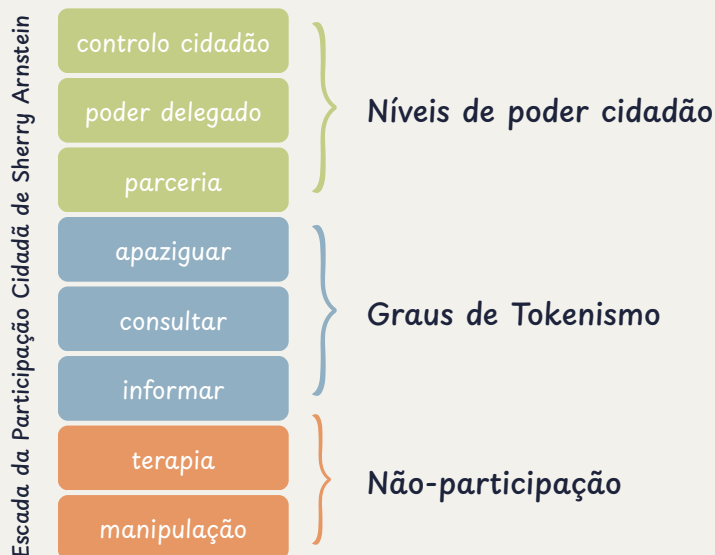 Escada da Participação Cidadã de Sherry Arnstein
controlo cidadão
poder delegado
parceria
Níveis de poder cidadão
apaziguar
consultar
informar
Graus de Tokenismo
terapia
manipulação
Não-participação